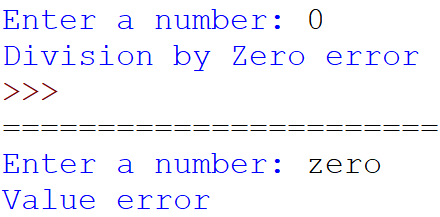 Enter a number: 0
Division by Zero error
>>>
=======================
Enter a number: zero
Value error